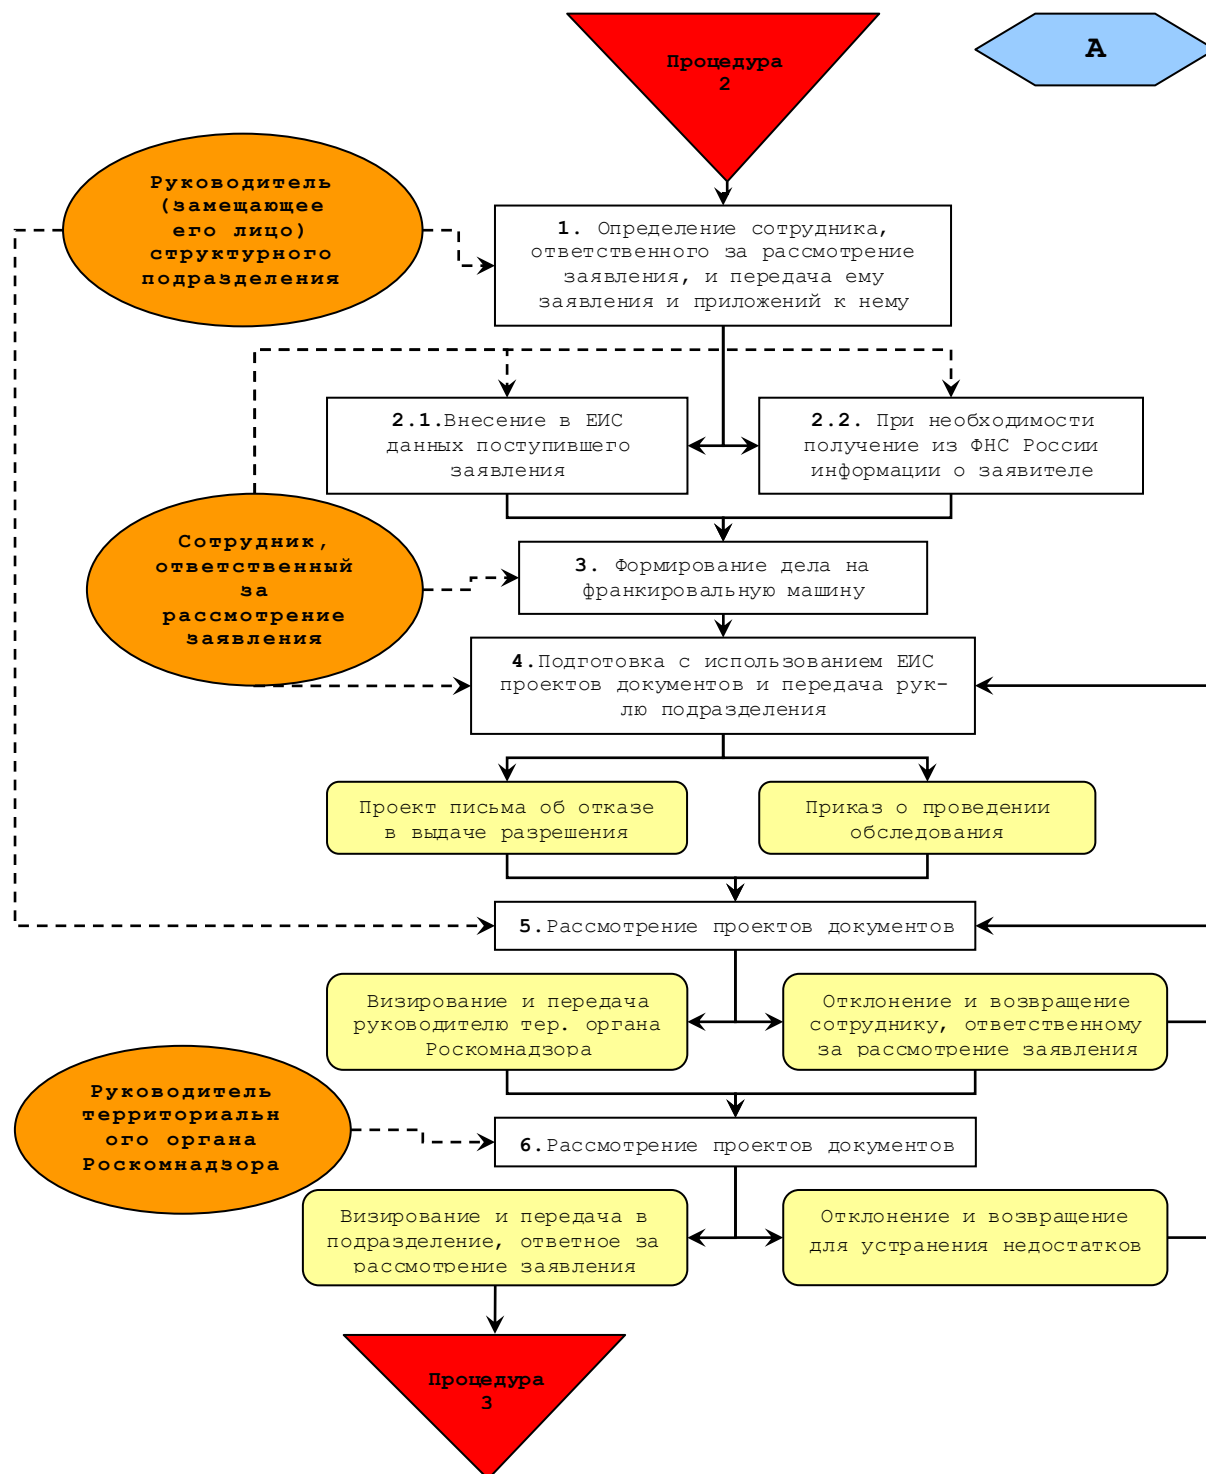 Процедура
2
А
Руководитель
(замещающее
его лицо)
структурного
подразделения
1. Определение сотрудника,
ответственного за рассмотрение
заявления, и передача ему
заявления и приложений к нему
2.1.Внесение в ЕИС
данных поступившего
заявления
2.2. При необходимости
получение из ФНС России
информации о заявителе
Сотрудник,
ответственный
за
рассмотрение
заявления
3. Формирование дела на
франкировальную машину
4.Подготовка с использованием ЕИС
проектов документов и передача рук-
лю подразделения
Проект письма об отказе
в выдаче разрешения
Приказ о проведении
обследования
5.Рассмотрение проектов документов
Визирование и передача
руководителю тер. органа
Роскомнадзора
Отклонение и возвращение
сотруднику, ответственному
за рассмотрение заявления
Руководитель
территориальн
ого органа
Роскомнадзора
6.Рассмотрение проектов документов
Визирование и передача в
подразделение, ответное за
рассмотрение заявления
Отклонение и возвращение
для устранения недостатков
Процедура
3